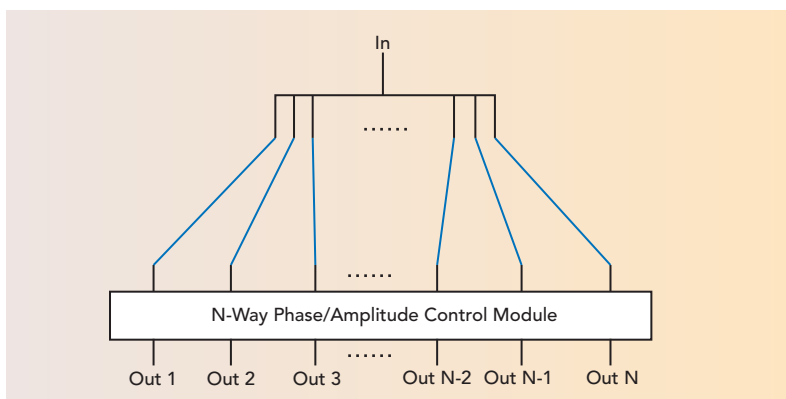 In
......
......
N-Way Phase/Amplitude Control Module
......
Out 1 Out 2 Out 3 Out N-2 Out N-1 Out N